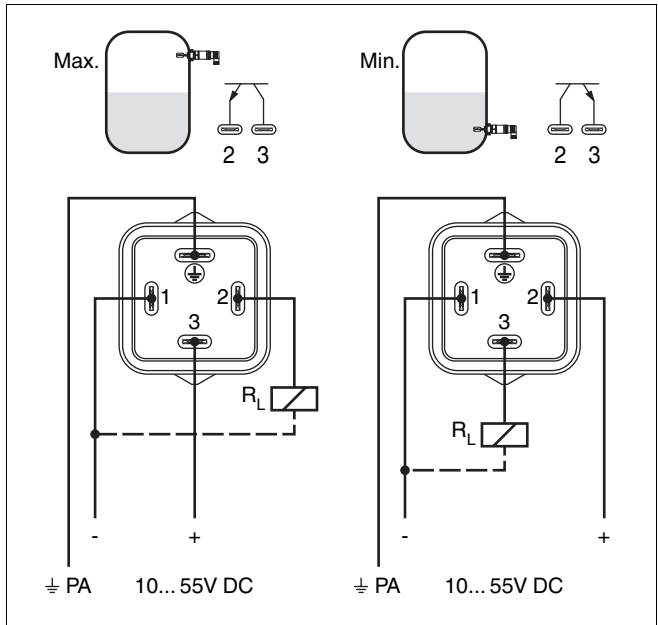 Max.
2 3
Min.
2 3
1
2
3
R_L
- +
⏚ PA 10... 55V DC
1
2
3
R_L
- +
⏚ PA 10... 55V DC